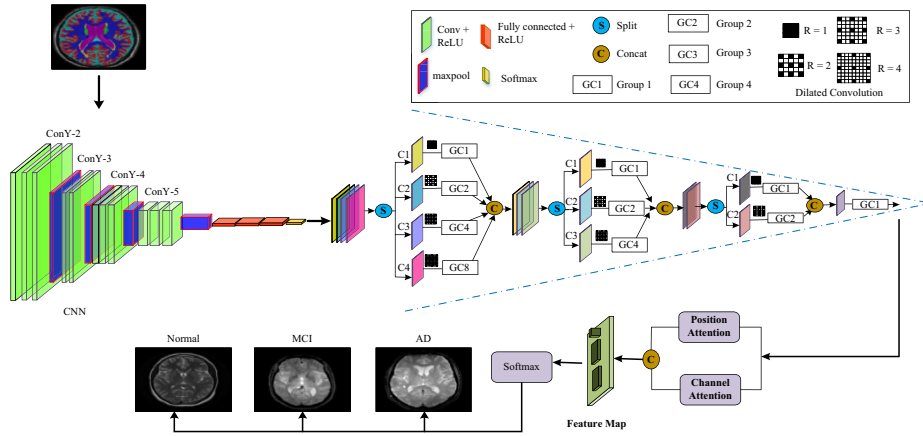 Conv +
ReLU
Fully connected +
ReLU
maxpool
Softmax
S
Split
C
Concat
GC1
Group 1
GC2
Group 2
GC3
Group 3
GC4
Group 4
R = 1
R = 3
R = 2
R = 4
Dilated Convolution
ConY-2
ConY-3
ConY-4
ConY-5
CNN
S
C1
GC1
C2
GC2
C3
GC4
C4
GC8
C
S
C1
GC1
C2
GC2
C3
GC4
C
S
C1
GC1
C2
GC2
C
GC1
Position
Attention
Channel
Attention
C
Feature Map
Softmax
Normal
MCI
AD